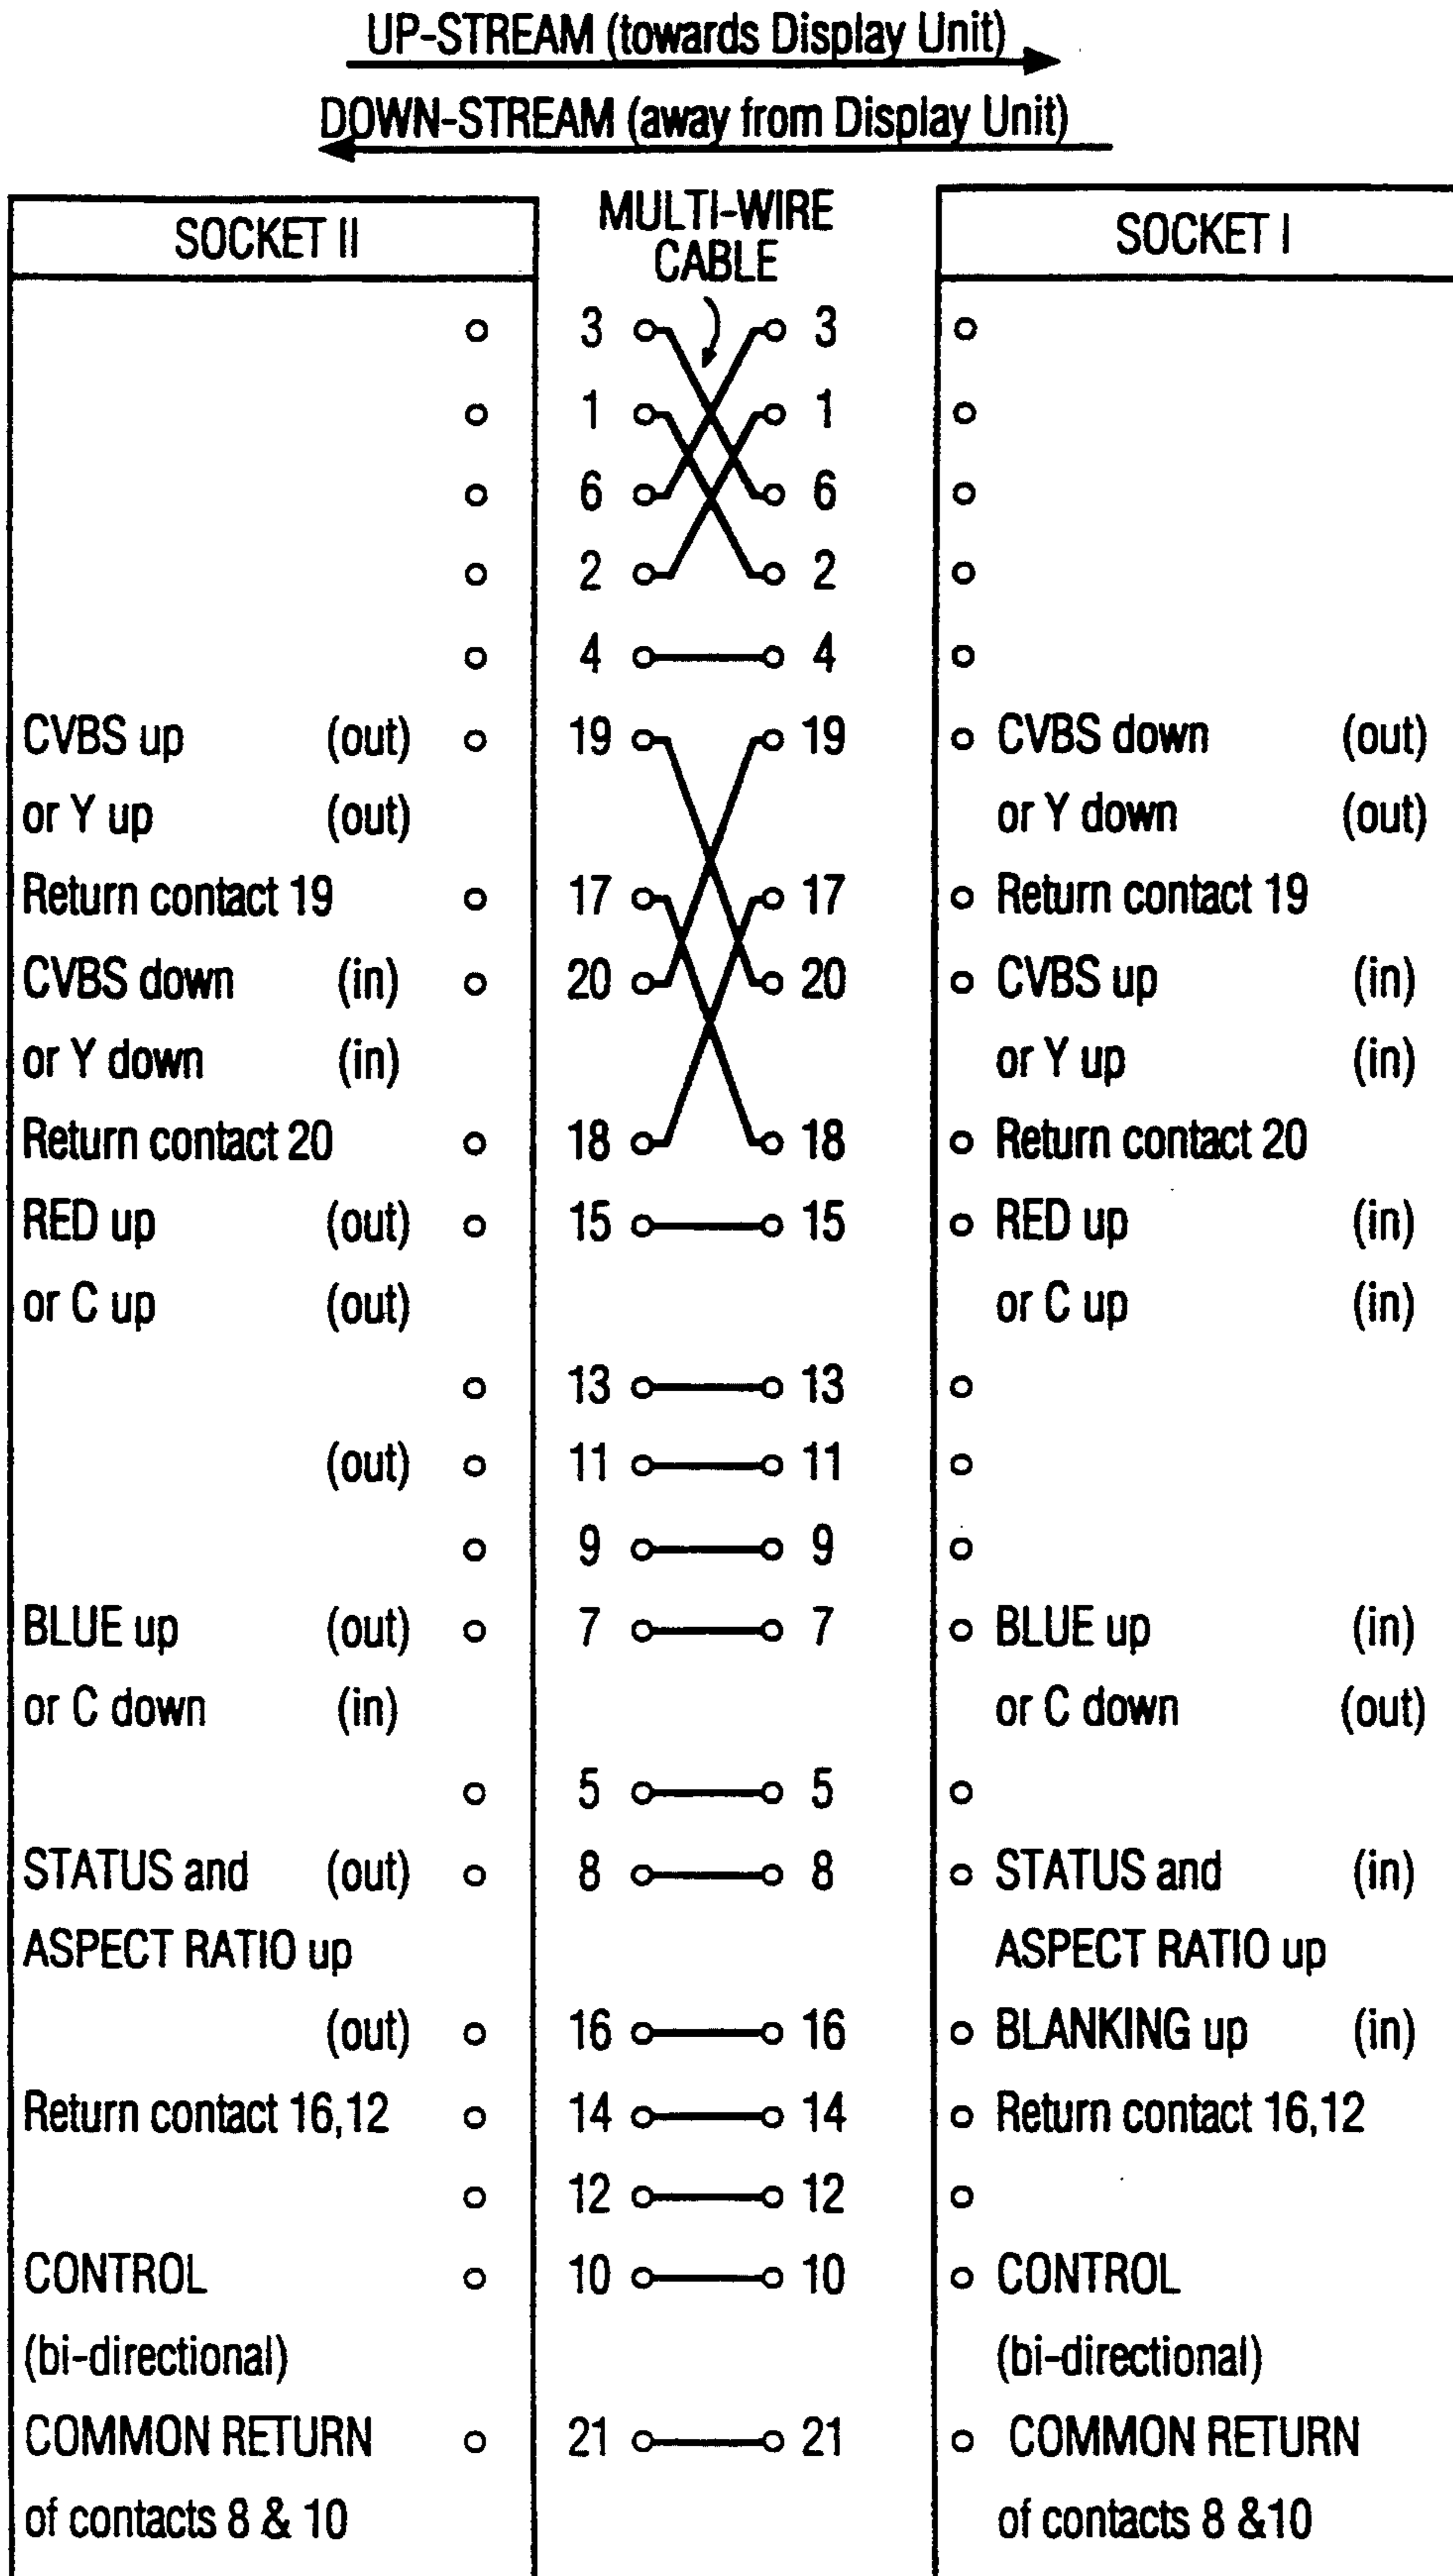 UP-STREAM (towards Display Unit)
DOWN-STREAM (away from Display Unit)
SOCKET II MULTI-WIRE CABLE SOCKET I
3 3
1 1
6 6
2 2
4 4
CVBS up (out) 19 19 CVBS down (out)
or Y up (out) or Y down (out)
Return contact 19 17 17 Return contact 19
CVBS down (in) 20 20 CVBS up (in)
or Y down (in) or Y up (in)
Return contact 20 18 18 Return contact 20
RED up (out) 15 15 RED up (in)
or C up (out) or C up (in)
13 13
(out) 11 11
9 9
BLUE up (out) 7 7 BLUE up (in)
or C down (in) or C down (out)
5 5
STATUS and (out) 8 8 STATUS and (in)
ASPECT RATIO up ASPECT RATIO up
(out) 16 16 BLANKING up (in)
Return contact 16,12 14 14 Return contact 16,12
12 12
CONTROL 10 10 CONTROL
(bi-directional) (bi-directional)
COMMON RETURN 21 21 COMMON RETURN
of contacts 8 & 10 of contacts 8 &10